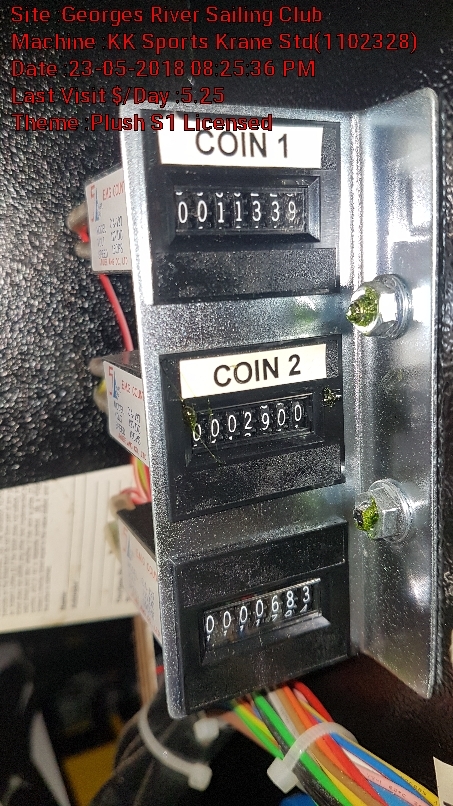 Site :Georges River Sailing Club
Machine :KK Sports Krane Std(1102328)
Date :23-05-2018 08:25:36 PM
Last Visit $/Day :5.25
Theme :Plush S1 Licensed
COIN 1
0011339
COIN 2
0002900
0000683